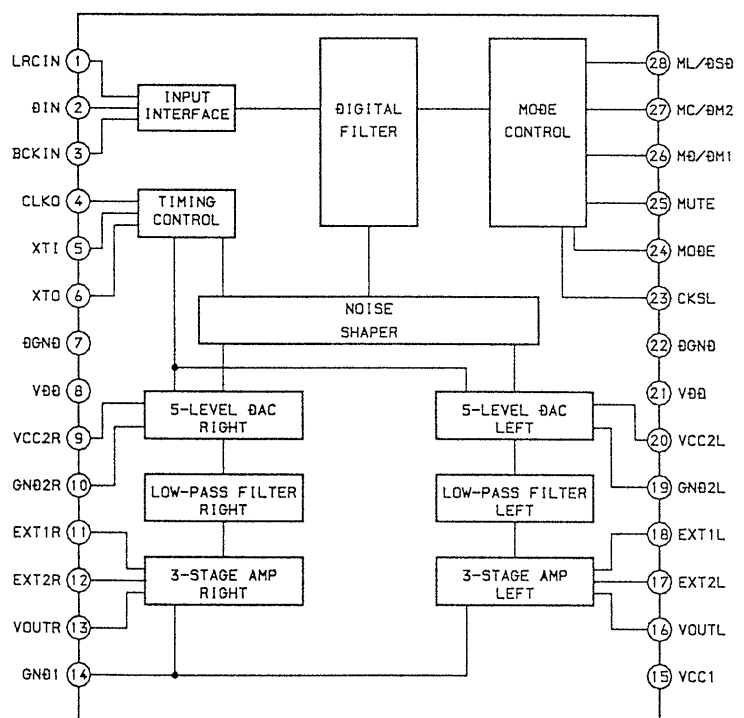 LRCIN 1
DIN 2
BCKIN 3
CLKO 4
XTI 5
XTO 6
DGND 7
VDD 8
VCC2R 9
GND2R 10
EXT1R 11
EXT2R 12
VOUTR 13
GND1 14
INPUT
INTERFACE
TIMING
CONTROL
DIGITAL
FILTER
MODE
CONTROL
NOISE
SHAPER
5-LEVEL DAC
RIGHT
5-LEVEL DAC
LEFT
LOW-PASS FILTER
RIGHT
LOW-PASS FILTER
LEFT
3-STAGE AMP
RIGHT
3-STAGE AMP
LEFT
28 ML/DSD
27 MC/DM2
26 MD/DM1
25 MUTE
24 MODE
23 CKSL
22 DGND
21 VDD
20 VCC2L
19 GND2L
18 EXT1L
17 EXT2L
16 VOUTL
15 VCC1